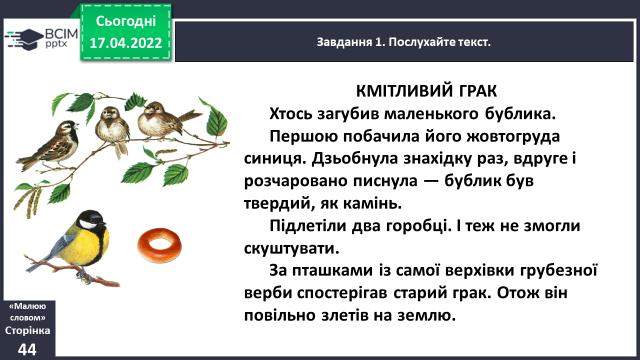 BCIM
pptx
Сьогодні
17.04.2022
Завдання 1. Послухайте текст.
КМІТЛИВИЙ ГРАК
Хтось загубив маленького бублика.
Першою побачила його жовтогруда
синиця. Дзьобнула знахідку раз, вдруге і
розчаровано писнула — бублик був
твердий, як камінь.
Підлетіли два горобці. І теж не змогли
скуштувати.
За пташками із самої верхівки грубезної
верби спостерігав старий грак. Отож він
повільно злетів на землю.
«Малюю
словом»
Сторінка
44